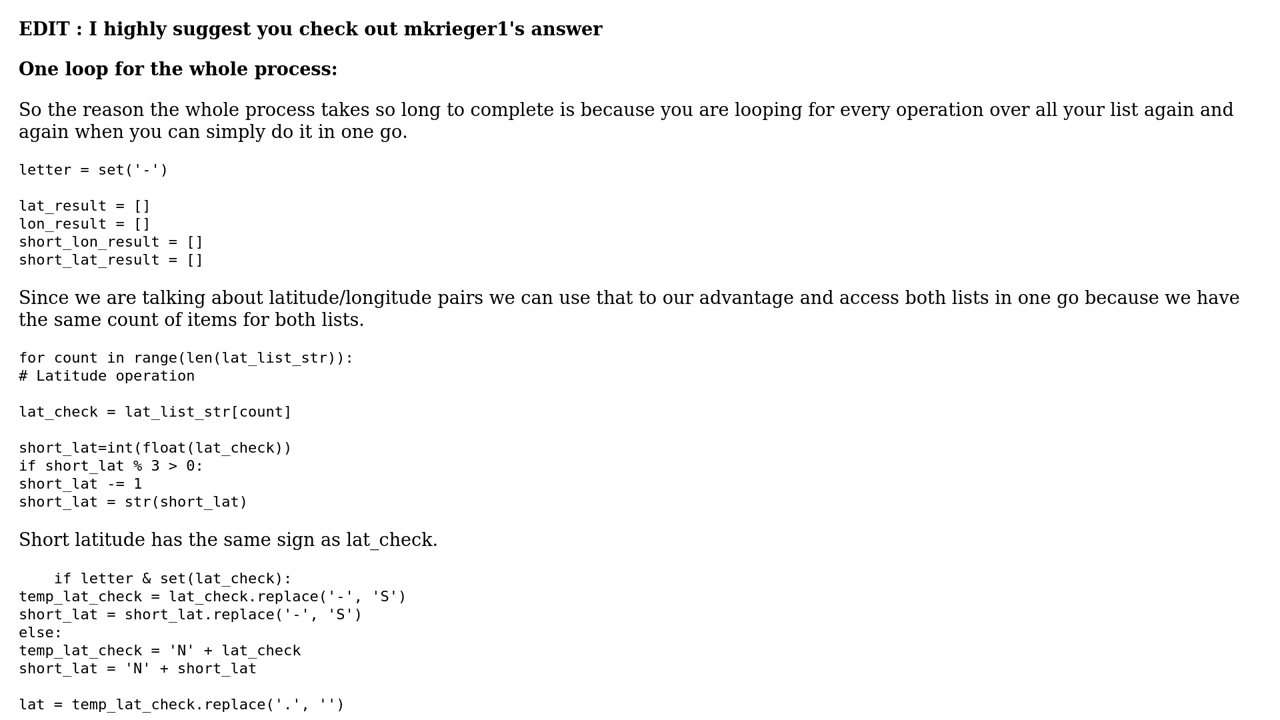 EDIT : I highly suggest you check out mkrieger1's answer
One loop for the whole process:
So the reason the whole process takes so long to complete is because you are looping for every operation over all your list again and
again when you can simply do it in one go.
letter = set('-')
lat_result = []
lon_result = []
short_lon_result = []
short_lat_result = []
Since we are talking about latitude/longitude pairs we can use that to our advantage and access both lists in one go because we have
the same count of items for both lists.
for count in range(len(lat_list_str)):
# Latitude operation
lat_check = lat_list_str[count]
short_lat=int(float(lat_check))
if short_lat % 3 > 0:
short_lat -= 1
short_lat = str(short_lat)
Short latitude has the same sign as lat_check.
    if letter & set(lat_check):
temp_lat_check = lat_check.replace('-', 'S')
short_lat = short_lat.replace('-', 'S')
else:
temp_lat_check = 'N' + lat_check
short_lat = 'N' + short_lat
lat = temp_lat_check.replace('.', '')